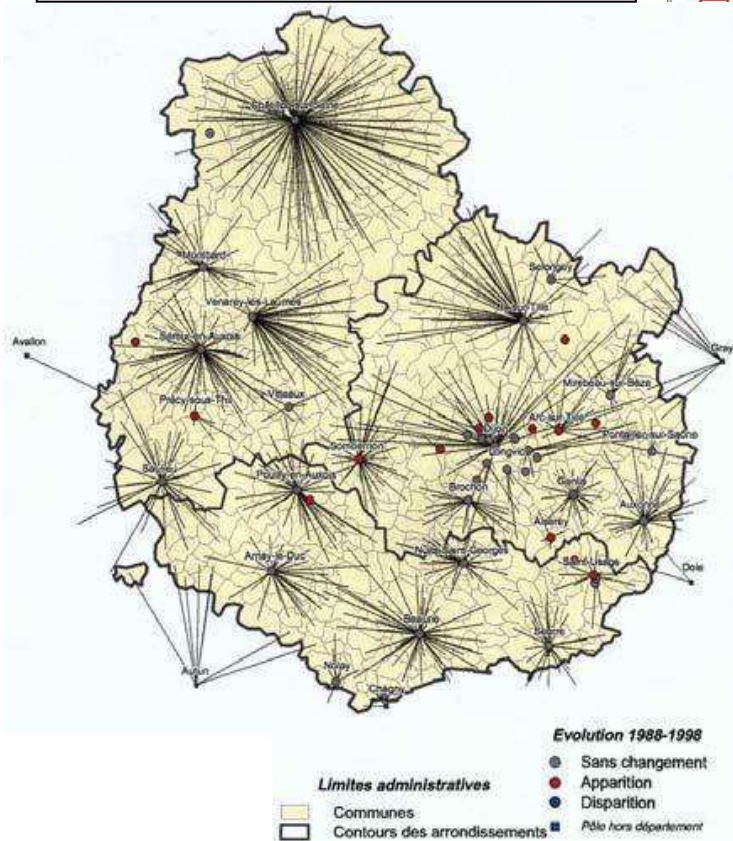 Montbard
Selongey
Venarey-les-Laumes
Is-sur-Tille
Avallon
Semur-en-Auxois
Gray
Mirebeau-sur-Bèze
Précy-sous-Thil
Vitteaux
Arc-sur-Tille
Dijon
Pontailler-sur-Saône
Sombernon
Longvic
Saulieu
Pouilly-en-Auxois
Brochon
Genlis
Auxonne
Aiserey
Arnay-le-Duc
Nuits-Saint-Georges
Saint-Usage
Dole
Beaune
Seurre
Autun
Nolay
Chagny
Evolution 1988-1998
Sans changement
Limites administratives
Apparition
Disparition
Communes
Pôle hors département
Contours des arrondissements